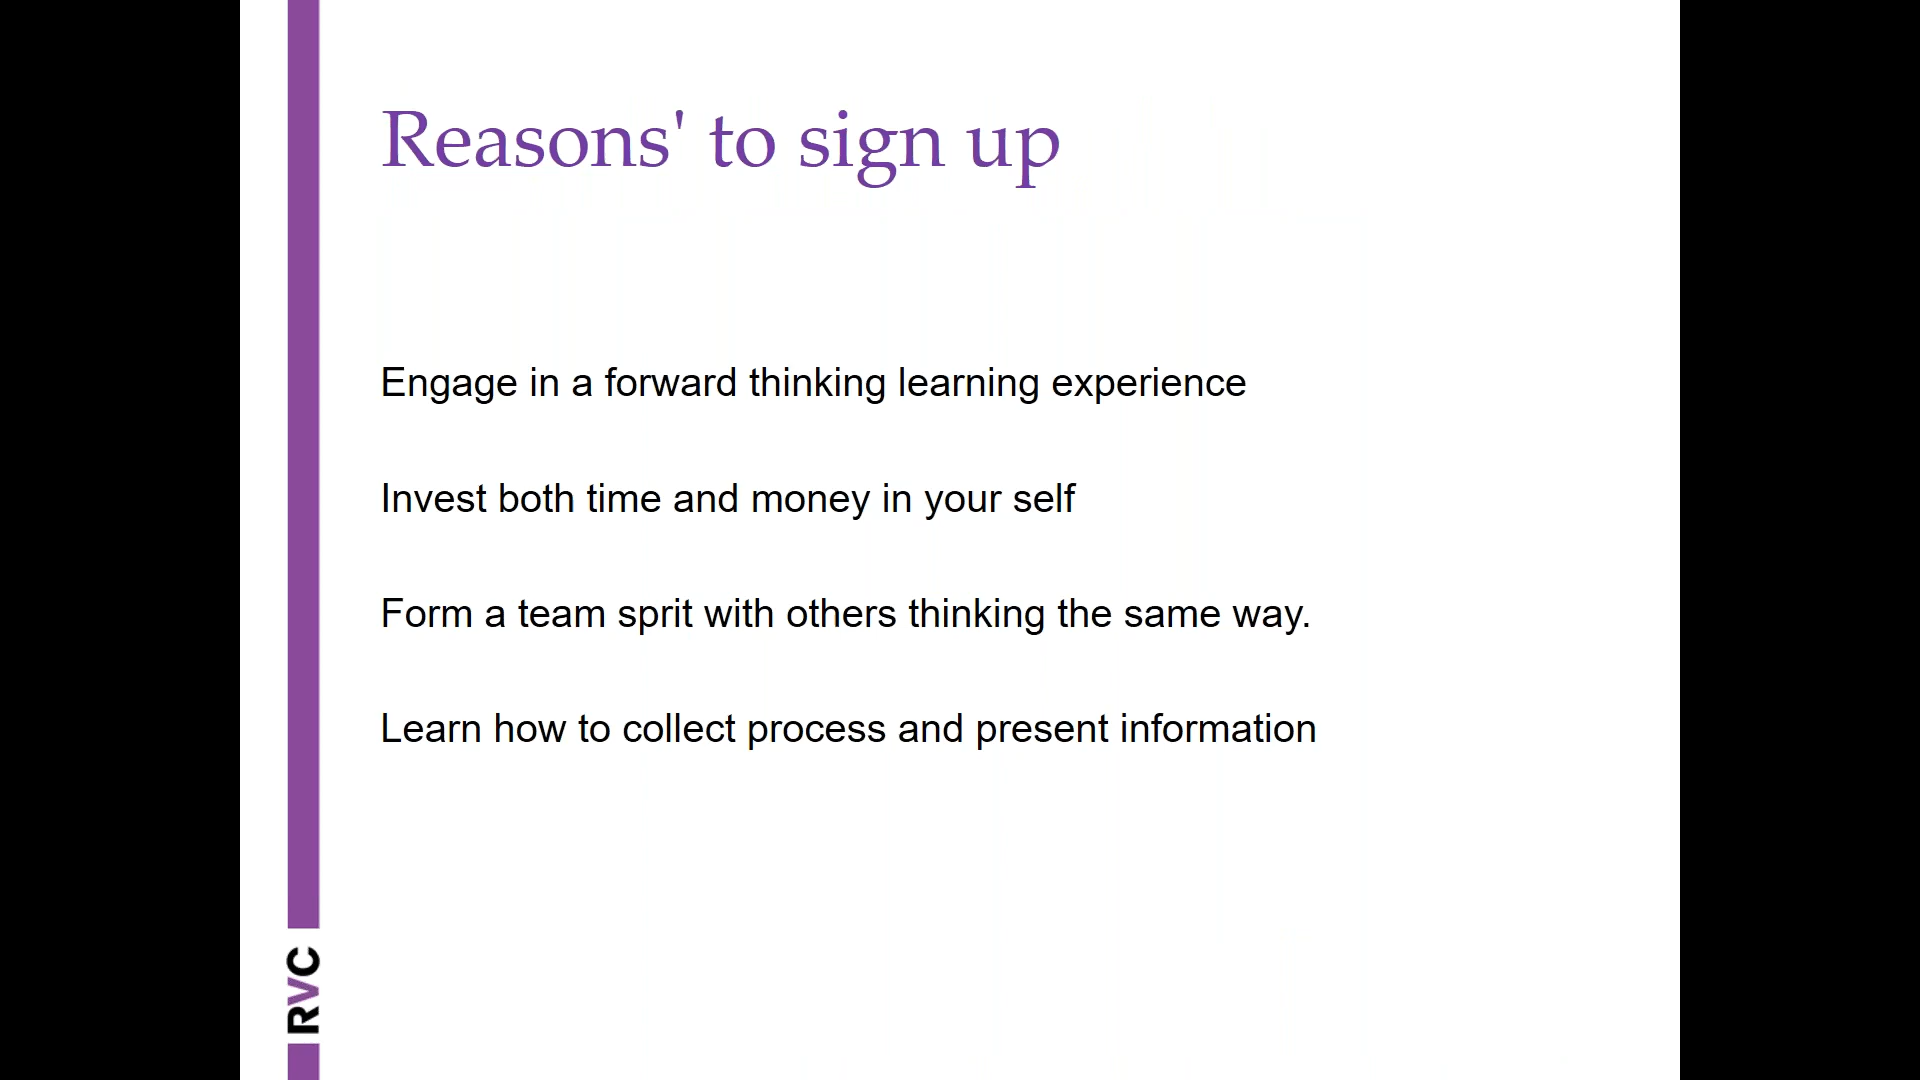 Reasons' to sign up
Engage in a forward thinking learning experience
Invest both time and money in your self
Form a team sprit with others thinking the same way.
Learn how to collect process and present information
RVC